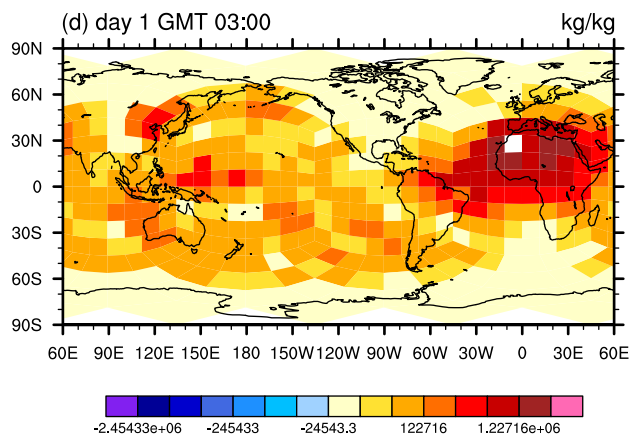 (d) day 1 GMT 03:00 kg/kg
90N
60N
30N
0
30S
60S
90S
60E 90E 120E 150E 180 150W 120W 90W 60W 30W 0 30E 60E
-2.45433e+06 -245433 -24543.3 122716 1.22716e+06